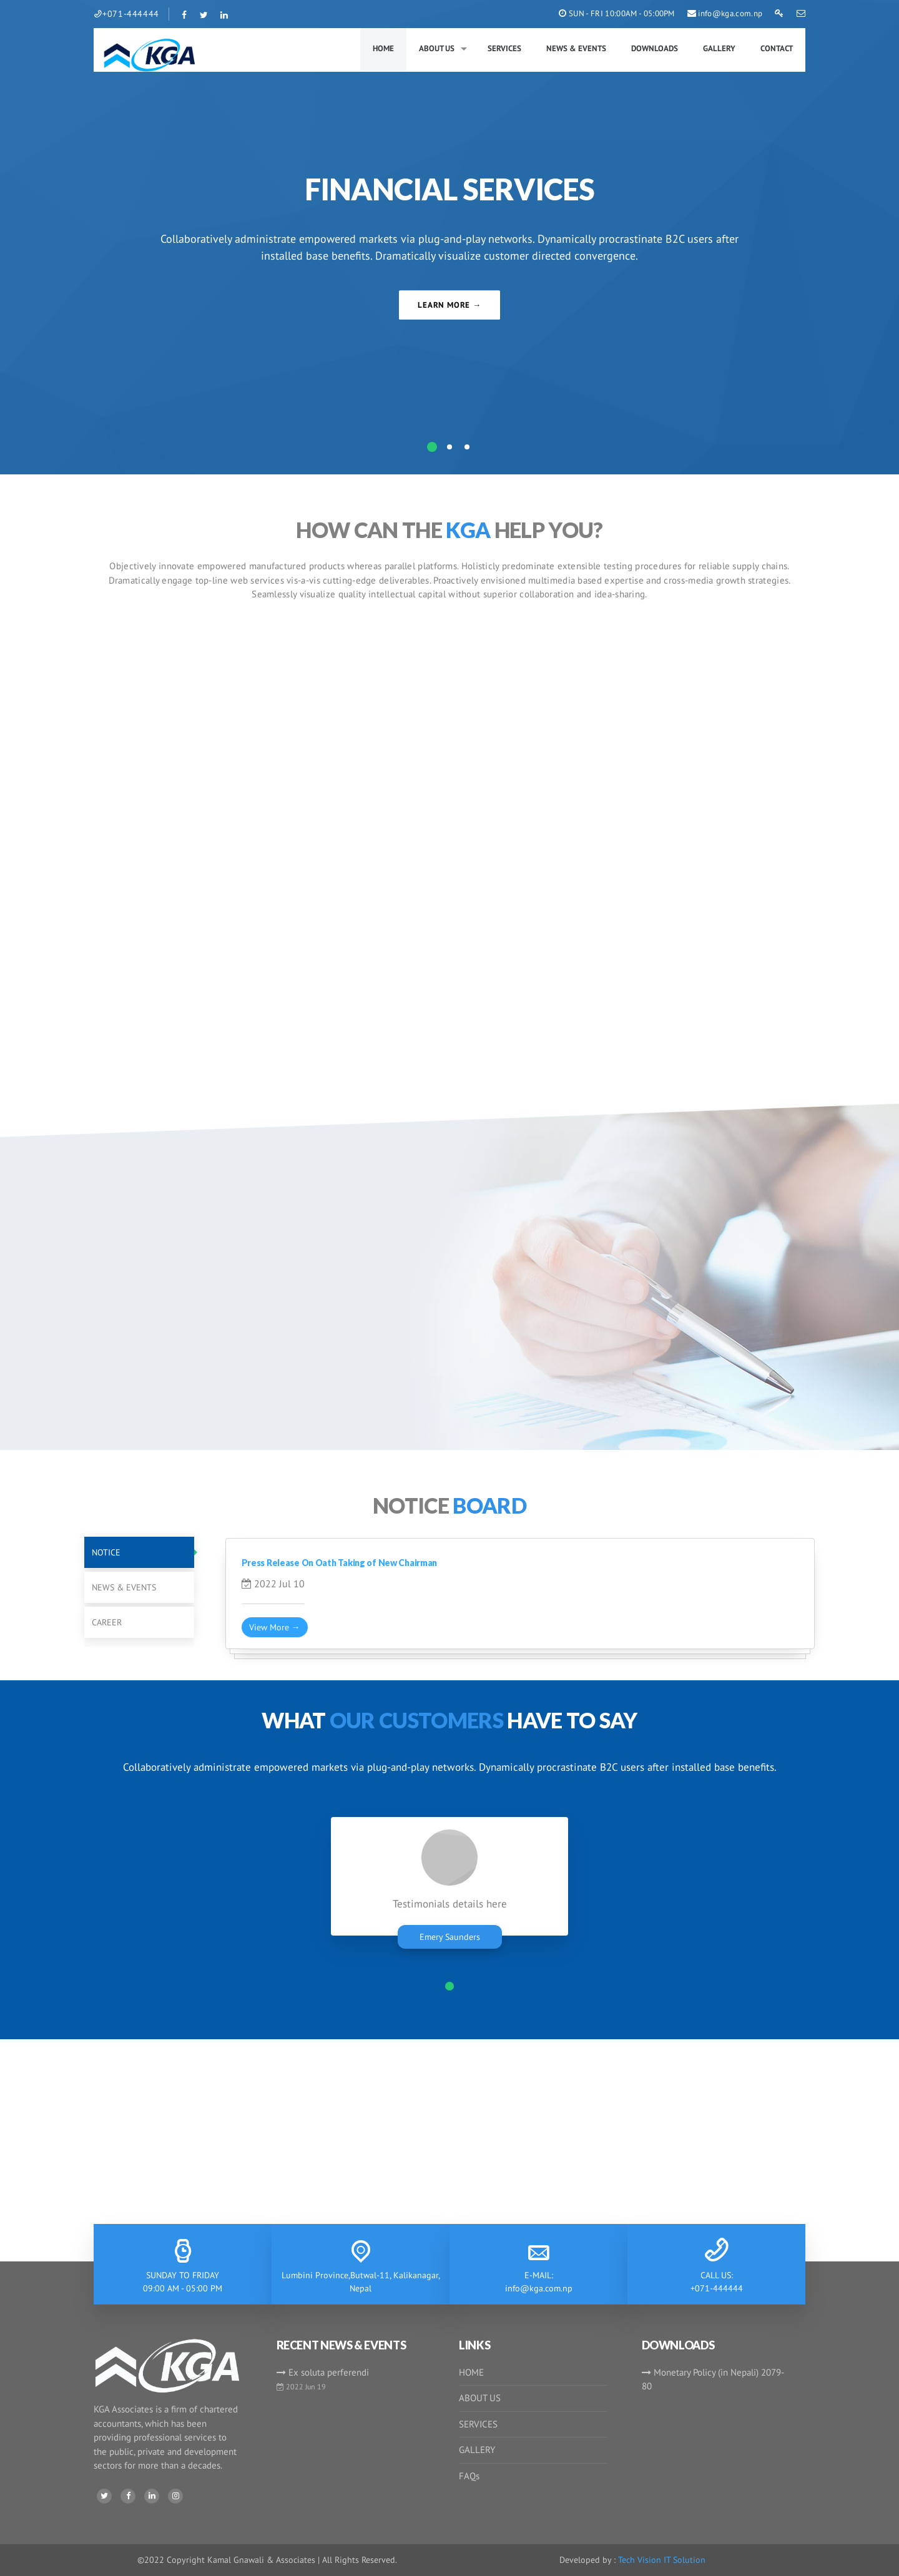 +071-444444
SUN - FRI 10:00AM - 05:00PM
info@kga.com.np
KGA
HOME
ABOUT US
SERVICES
NEWS & EVENTS
DOWNLOADS
GALLERY
CONTACT
FINANCIAL SERVICES
Collaboratively administrate empowered markets via plug-and-play networks. Dynamically procrastinate B2C users after
installed base benefits. Dramatically visualize customer directed convergence.
LEARN MORE →
HOW CAN THE KGA HELP YOU?
Objectively innovate empowered manufactured products whereas parallel platforms. Holisticly predominate extensible testing procedures for reliable supply chains.
Dramatically engage top-line web services vis-a-vis cutting-edge deliverables. Proactively envisioned multimedia based expertise and cross-media growth strategies.
Seamlessly visualize quality intellectual capital without superior collaboration and idea-sharing.
NOTICE BOARD
NOTICE
NEWS & EVENTS
CAREER
Press Release On Oath Taking of New Chairman
2022 Jul 10
View More →
WHAT OUR CUSTOMERS HAVE TO SAY
Collaboratively administrate empowered markets via plug-and-play networks. Dynamically procrastinate B2C users after installed base benefits.
Testimonials details here
Emery Saunders
SUNDAY TO FRIDAY
09:00 AM - 05:00 PM
Lumbini Province,Butwal-11, Kalikanagar,
Nepal
E-MAIL:
info@kga.com.np
CALL US:
+071-444444
KGA
KGA Associates is a firm of chartered
accountants, which has been
providing professional services to
the public, private and development
sectors for more than a decades.
RECENT NEWS & EVENTS
Ex soluta perferendi
2022 Jun 19
LINKS
HOME
ABOUT US
SERVICES
GALLERY
FAQs
DOWNLOADS
Monetary Policy (in Nepali) 2079-
80
©2022 Copyright Kamal Gnawali & Associates | All Rights Reserved.
Developed by : Tech Vision IT Solution